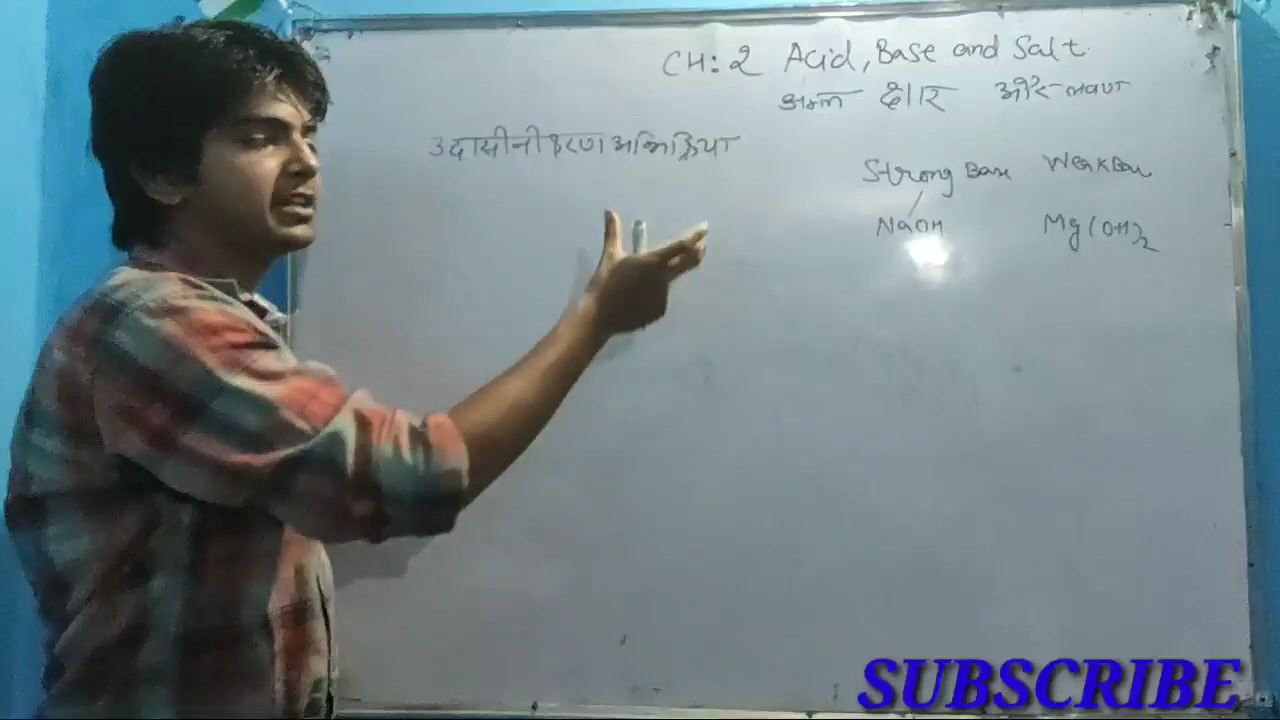 CH: 2 Acid, Base and Salt
अम्ल क्षार और लवण
उदासीनीकरण अभिक्रिया
Strong Base Weak Base
NaOH Mg(OH)2
SUBSCRIBE